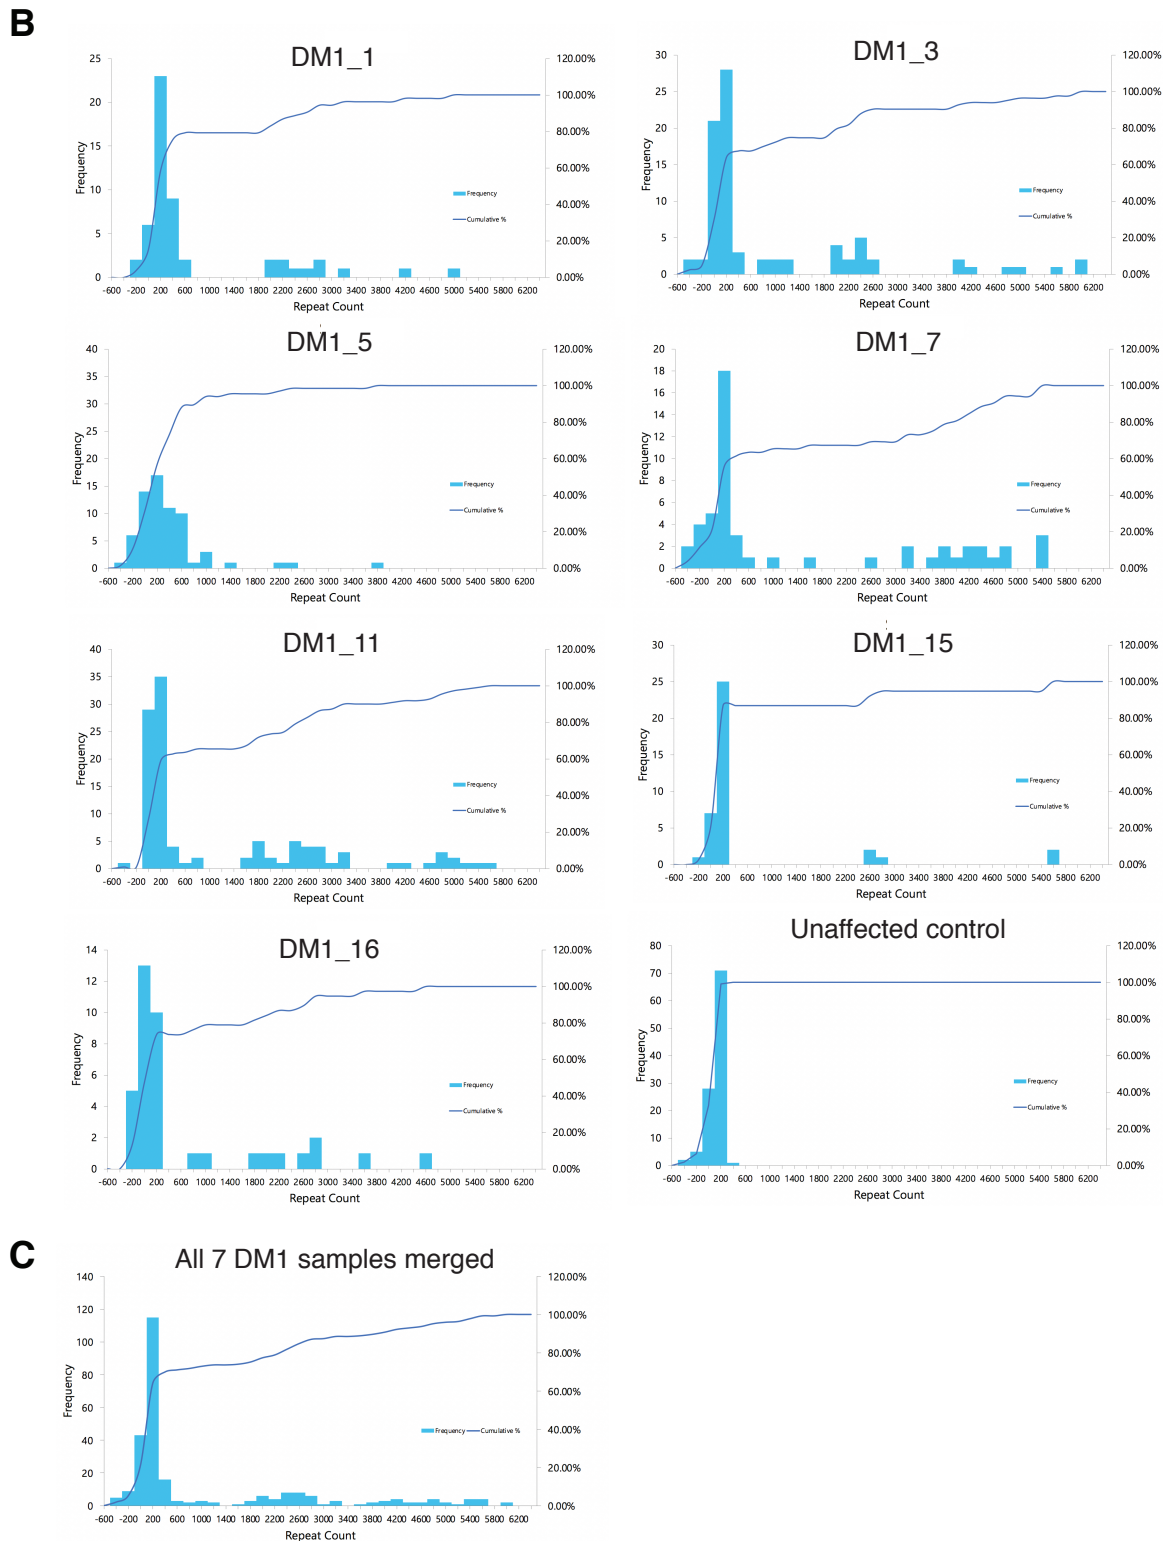 B
DM1_1
25
20
15
10
5
0
120.00%
100.00%
80.00%
60.00%
40.00%
20.00%
0.00%
Frequency
Frequency
Cumulative %
-600 -200 200 600 1000 1400 1800 2200 2600 3000 3400 3800 4200 4600 5000 5400 5800 6200
Repeat Count
DM1_3
30
25
20
15
10
5
0
120.00%
100.00%
80.00%
60.00%
40.00%
20.00%
0.00%
Frequency
Frequency
Cumulative %
-600 -200 200 600 1000 1400 1800 2200 2600 3000 3400 3800 4200 4600 5000 5400 5800 6200
Repeat Count
DM1_5
40
35
30
25
20
15
10
5
0
120.00%
100.00%
80.00%
60.00%
40.00%
20.00%
0.00%
Frequency
Frequency
Cumulative %
-600 -200 200 600 1000 1400 1800 2200 2600 3000 3400 3800 4200 4600 5000 5400 5800 6200
Repeat Count
DM1_7
20
18
16
14
12
10
8
6
4
2
0
120.00%
100.00%
80.00%
60.00%
40.00%
20.00%
0.00%
Frequency
Frequency
Cumulative %
-600 -200 200 600 1000 1400 1800 2200 2600 3000 3400 3800 4200 4600 5000 5400 5800 6200
Repeat Count
DM1_11
40
35
30
25
20
15
10
5
0
120.00%
100.00%
80.00%
60.00%
40.00%
20.00%
0.00%
Frequency
Frequency
Cumulative %
-600 -200 200 600 1000 1400 1800 2200 2600 3000 3400 3800 4200 4600 5000 5400 5800 6200
Repeat Count
DM1_15
30
25
20
15
10
5
0
120.00%
100.00%
80.00%
60.00%
40.00%
20.00%
0.00%
Frequency
Frequency
Cumulative %
-600 -200 200 600 1000 1400 1800 2200 2600 3000 3400 3800 4200 4600 5000 5400 5800 6200
Repeat Count
DM1_16
14
12
10
8
6
4
2
0
120.00%
100.00%
80.00%
60.00%
40.00%
20.00%
0.00%
Frequency
Frequency
Cumulative %
-600 -200 200 600 1000 1400 1800 2200 2600 3000 3400 3800 4200 4600 5000 5400 5800 6200
Repeat Count
Unaffected control
80
70
60
50
40
30
20
10
0
120.00%
100.00%
80.00%
60.00%
40.00%
20.00%
0.00%
Frequency
Frequency
Cumulative %
-600 -200 200 600 1000 1400 1800 2200 2600 3000 3400 3800 4200 4600 5000 5400 5800 6200
Repeat Count
C
All 7 DM1 samples merged
140
120
100
80
60
40
20
0
120.00%
100.00%
80.00%
60.00%
40.00%
20.00%
0.00%
Frequency
Frequency Cumulative %
-600 -200 200 600 1000 1400 1800 2200 2600 3000 3400 3800 4200 4600 5000 5400 5800 6200
Repeat Count